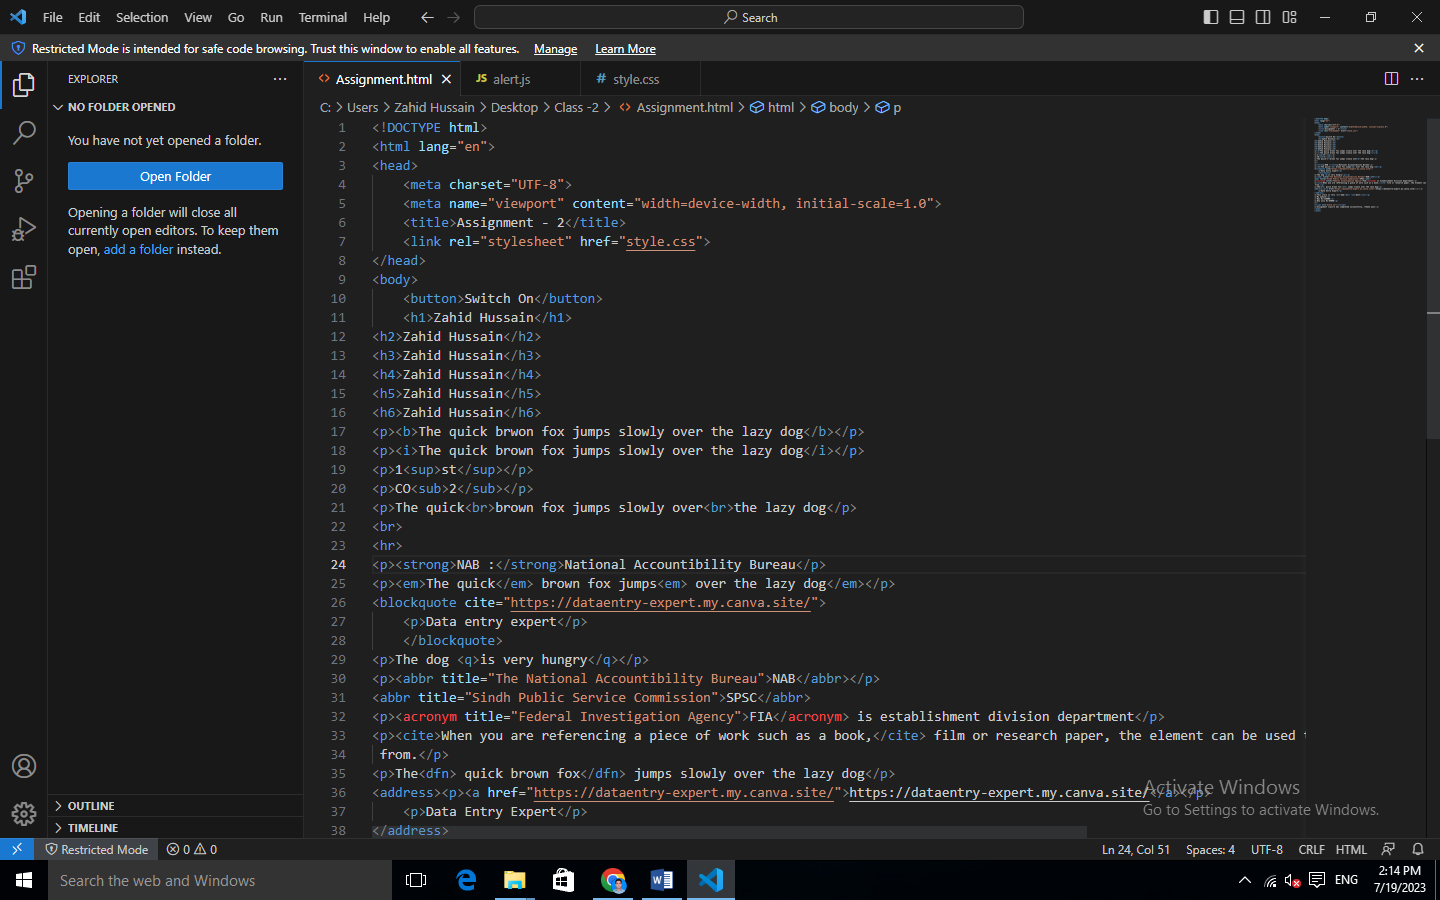 File Edit Selection View Go Run Terminal Help Search
Restricted Mode is intended for safe code browsing. Trust this window to enable all features. Manage Learn More
EXPLORER
NO FOLDER OPENED
You have not yet opened a folder.
Open Folder
Opening a folder will close all
currently open editors. To keep them
open, add a folder instead.
OUTLINE
TIMELINE
Assignment.html JS alert.js # style.css
C: > Users > Zahid Hussain > Desktop > Class -2 > Assignment.html > html > body > p
1 <!DOCTYPE html>
2 <html lang="en">
3 <head>
4 <meta charset="UTF-8">
5 <meta name="viewport" content="width=device-width, initial-scale=1.0">
6 <title>Assignment - 2</title>
7 <link rel="stylesheet" href="style.css">
8 </head>
9 <body>
10 <button>Switch On</button>
11 <h1>Zahid Hussain</h1>
12 <h2>Zahid Hussain</h2>
13 <h3>Zahid Hussain</h3>
14 <h4>Zahid Hussain</h4>
15 <h5>Zahid Hussain</h5>
16 <h6>Zahid Hussain</h6>
17 <p><b>The quick brwon fox jumps slowly over the lazy dog</b></p>
18 <p><i>The quick brown fox jumps slowly over the lazy dog</i></p>
19 <p>1<sup>st</sup></p>
20 <p>CO<sub>2</sub></p>
21 <p>The quick<br>brown fox jumps slowly over<br>the lazy dog</p>
22 <br>
23 <hr>
24 <p><strong>NAB :</strong>National Accountibility Bureau</p>
25 <p><em>The quick</em> brown fox jumps<em> over the lazy dog</em></p>
26 <blockquote cite="https://dataentry-expert.my.canva.site/">
27 <p>Data entry expert</p>
28 </blockquote>
29 <p>The dog <q>is very hungry</q></p>
30 <p><abbr title="The National Accountibility Bureau">NAB</abbr></p>
31 <abbr title="Sindh Public Service Commission">SPSC</abbr>
32 <p><acronym title="Federal Investigation Agency">FIA</acronym> is establishment division department</p>
33 <p><cite>When you are referencing a piece of work such as a book,</cite> film or research paper, the element can be used
34 from.</p>
35 <p>The<dfn> quick brown fox</dfn> jumps slowly over the lazy dog</p>
36 <address><p><a href="https://dataentry-expert.my.canva.site/">https://dataentry-expert.my.canva.site/</a></p>
37 <p>Data Entry Expert</p>
38 </address>
Activate Windows
Go to Settings to activate Windows.
Restricted Mode 0 0 Ln 24, Col 51 Spaces: 4 UTF-8 CRLF HTML
Search the web and Windows ENG 2:14 PM
7/19/2023